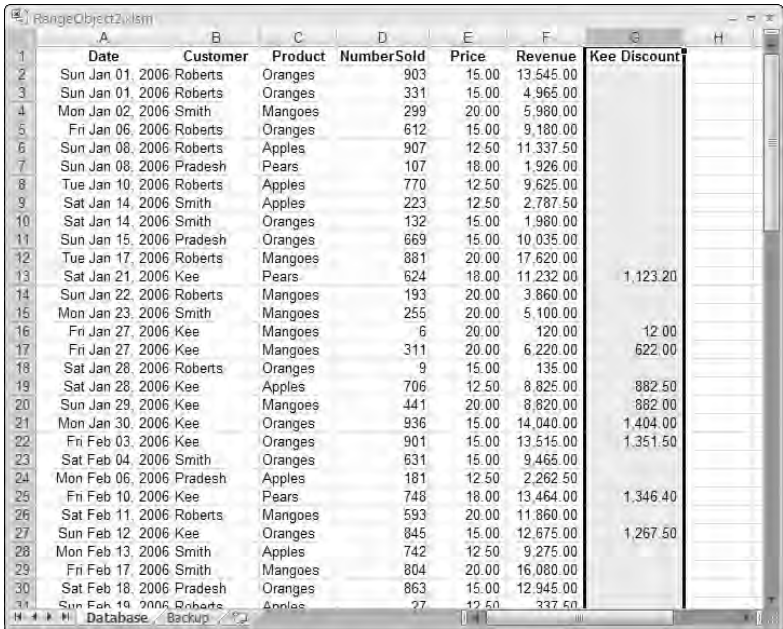 RangeObject2.xlsm
A B C D E F G H
1 Date Customer Product NumberSold Price Revenue Kee Discount
2 Sun Jan 01, 2006 Roberts Oranges 903 15.00 13,545.00
3 Sun Jan 01, 2006 Roberts Oranges 331 15.00 4,965.00
4 Mon Jan 02, 2006 Smith Mangoes 299 20.00 5,980.00
5 Fri Jan 06, 2006 Roberts Oranges 612 15.00 9,180.00
6 Sun Jan 08, 2006 Roberts Apples 907 12.50 11,337.50
7 Sun Jan 08, 2006 Pradesh Pears 107 18.00 1,926.00
8 Tue Jan 10, 2006 Roberts Apples 770 12.50 9,625.00
9 Sat Jan 14, 2006 Smith Apples 223 12.50 2,787.50
10 Sat Jan 14, 2006 Smith Oranges 132 15.00 1,980.00
11 Sun Jan 15, 2006 Pradesh Oranges 669 15.00 10,035.00
12 Tue Jan 17, 2006 Roberts Mangoes 881 20.00 17,620.00
13 Sat Jan 21, 2006 Kee Pears 624 18.00 11,232.00 1,123.20
14 Sun Jan 22, 2006 Roberts Mangoes 193 20.00 3,860.00
15 Mon Jan 23, 2006 Smith Mangoes 255 20.00 5,100.00
16 Fri Jan 27, 2006 Kee Mangoes 6 20.00 120.00 12.00
17 Fri Jan 27, 2006 Kee Mangoes 311 20.00 6,220.00 622.00
18 Sat Jan 28, 2006 Roberts Oranges 9 15.00 135.00
19 Sat Jan 28, 2006 Kee Apples 706 12.50 8,825.00 882.50
20 Sun Jan 29, 2006 Kee Mangoes 441 20.00 8,820.00 882.00
21 Mon Jan 30, 2006 Kee Oranges 936 15.00 14,040.00 1,404.00
22 Fri Feb 03, 2006 Kee Oranges 901 15.00 13,515.00 1,351.50
23 Sat Feb 04, 2006 Smith Oranges 631 15.00 9,465.00
24 Mon Feb 06, 2006 Pradesh Apples 181 12.50 2,262.50
25 Fri Feb 10, 2006 Kee Pears 748 18.00 13,464.00 1,346.40
26 Sat Feb 11, 2006 Roberts Mangoes 593 20.00 11,860.00
27 Sun Feb 12, 2006 Kee Oranges 845 15.00 12,675.00 1,267.50
28 Mon Feb 13, 2006 Smith Apples 742 12.50 9,275.00
29 Fri Feb 17, 2006 Smith Mangoes 804 20.00 16,080.00
30 Sat Feb 18, 2006 Pradesh Oranges 863 15.00 12,945.00
31 Sun Feb 19, 2006 Roberts Apples 27 12.50 337.50
Database Backup